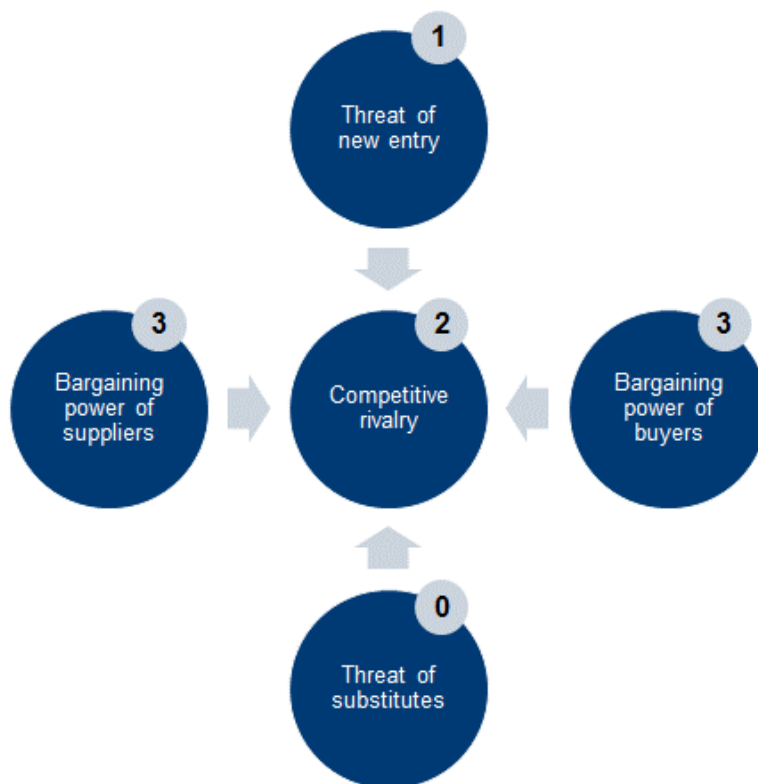 1
Threat of
new entry
3
Bargaining
power of
suppliers
2
Competitive
rivalry
3
Bargaining
power of
buyers
0
Threat of
substitutes